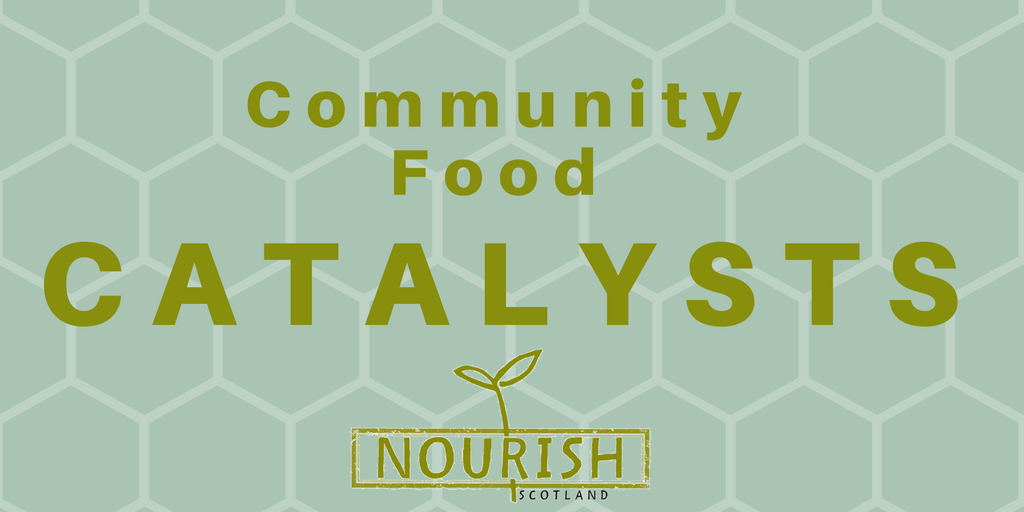 Community
Food
CATALYSTS
NOURISH
SCOTLAND